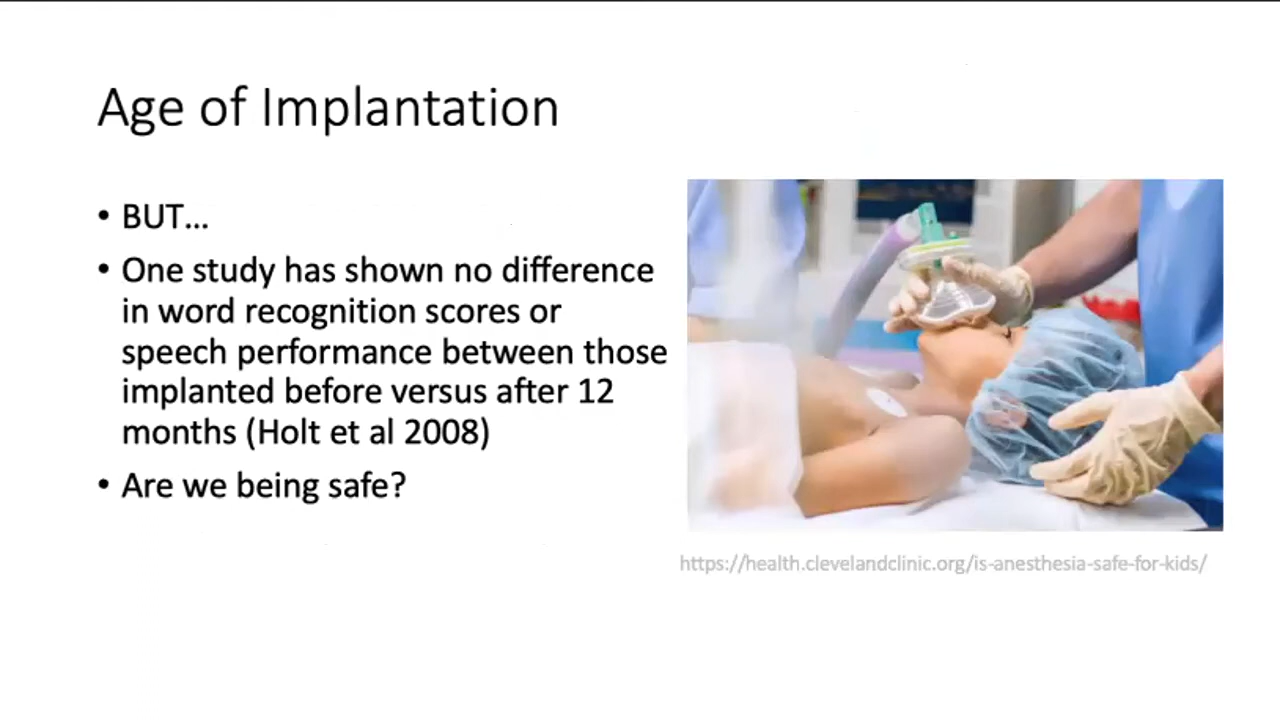 Age of Implantation
• BUT...
• One study has shown no difference
in word recognition scores or
speech performance between those
implanted before versus after 12
months (Holt et al 2008)
• Are we being safe?
https://health.clevelandclinic.org/is-anesthesia-safe-for-kids/